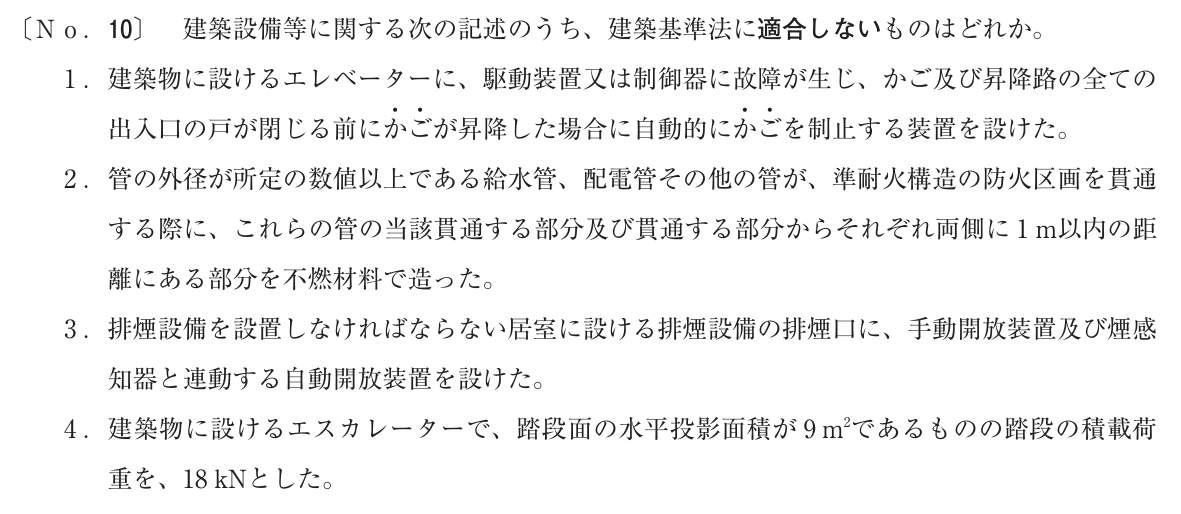 〔Ｎｏ．10〕　建築設備等に関する次の記述のうち、建築基準法に適合しないものはどれか。
１．建築物に設けるエレベーターに、駆動装置又は制御器に故障が生じ、かご及び昇降路の全ての
出入口の戸が閉じる前にかごが昇降した場合に自動的にかごを制止する装置を設けた。
２．管の外径が所定の数値以上である給水管、配電管その他の管が、準耐火構造の防火区画を貫通
する際に、これらの管の当該貫通する部分及び貫通する部分からそれぞれ両側に１ｍ以内の距
離にある部分を不燃材料で造った。
３．排煙設備を設置しなければならない居室に設ける排煙設備の排煙口に、手動開放装置及び煙感
知器と連動する自動開放装置を設けた。
４．建築物に設けるエスカレーターで、踏段面の水平投影面積が９m²であるものの踏段の積載荷
重を、18 kNとした。